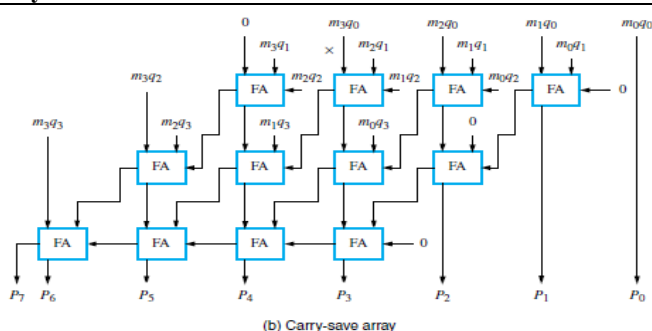 0 m₃q₀ m₂q₀ m₁q₀ m₀q₀
m₃q₁ × m₂q₁ m₁q₁ m₀q₁
m₃q₂ FA m₂q₂ FA m₁q₂ FA m₀q₂ FA 0
m₃q₃ m₂q₃ m₁q₃ m₀q₃ 0
FA FA FA FA
FA FA FA FA 0
P₇ P₆ P₅ P₄ P₃ P₂ P₁ P₀
(b) Carry-save array